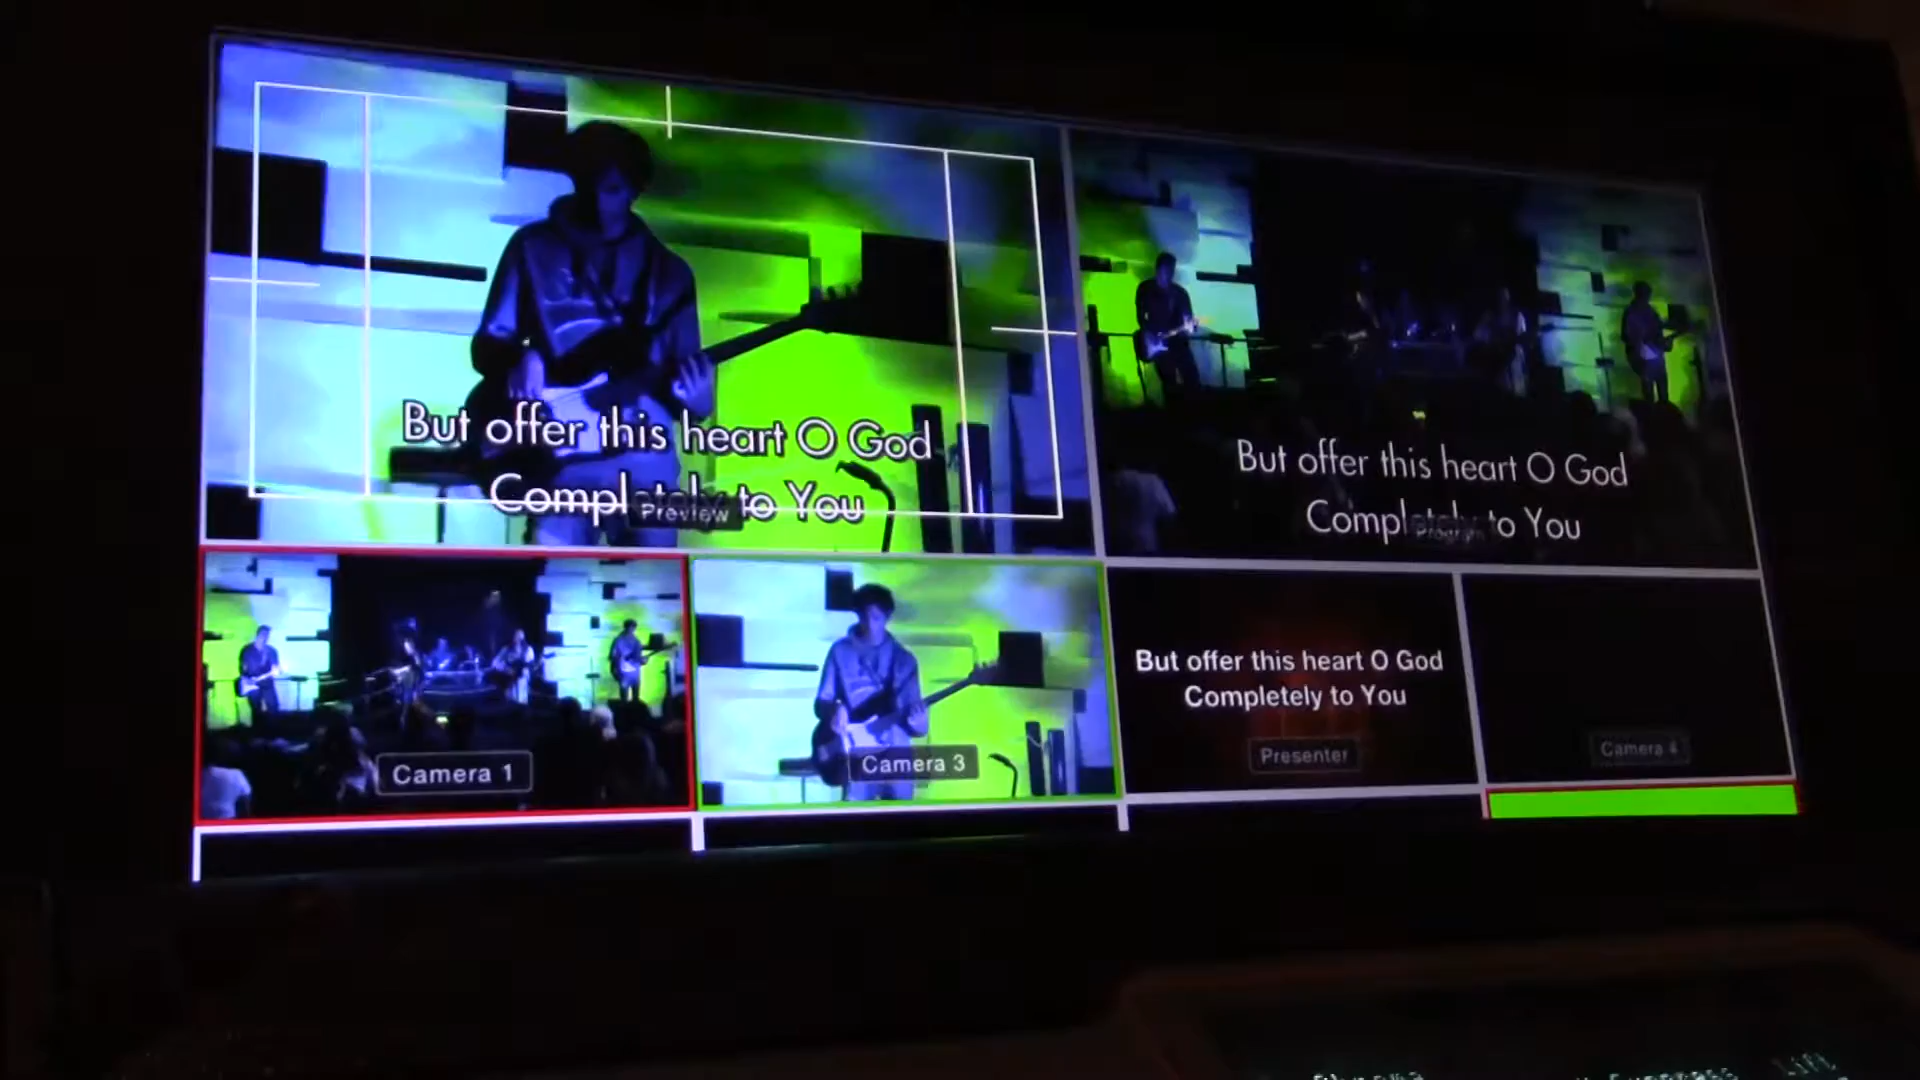 But offer this heart O God
Completely to You
Preview
But offer this heart O God
Completely to You
Program
Camera 1
Camera 3
But offer this heart O God
Completely to You
Presenter
Camera 4